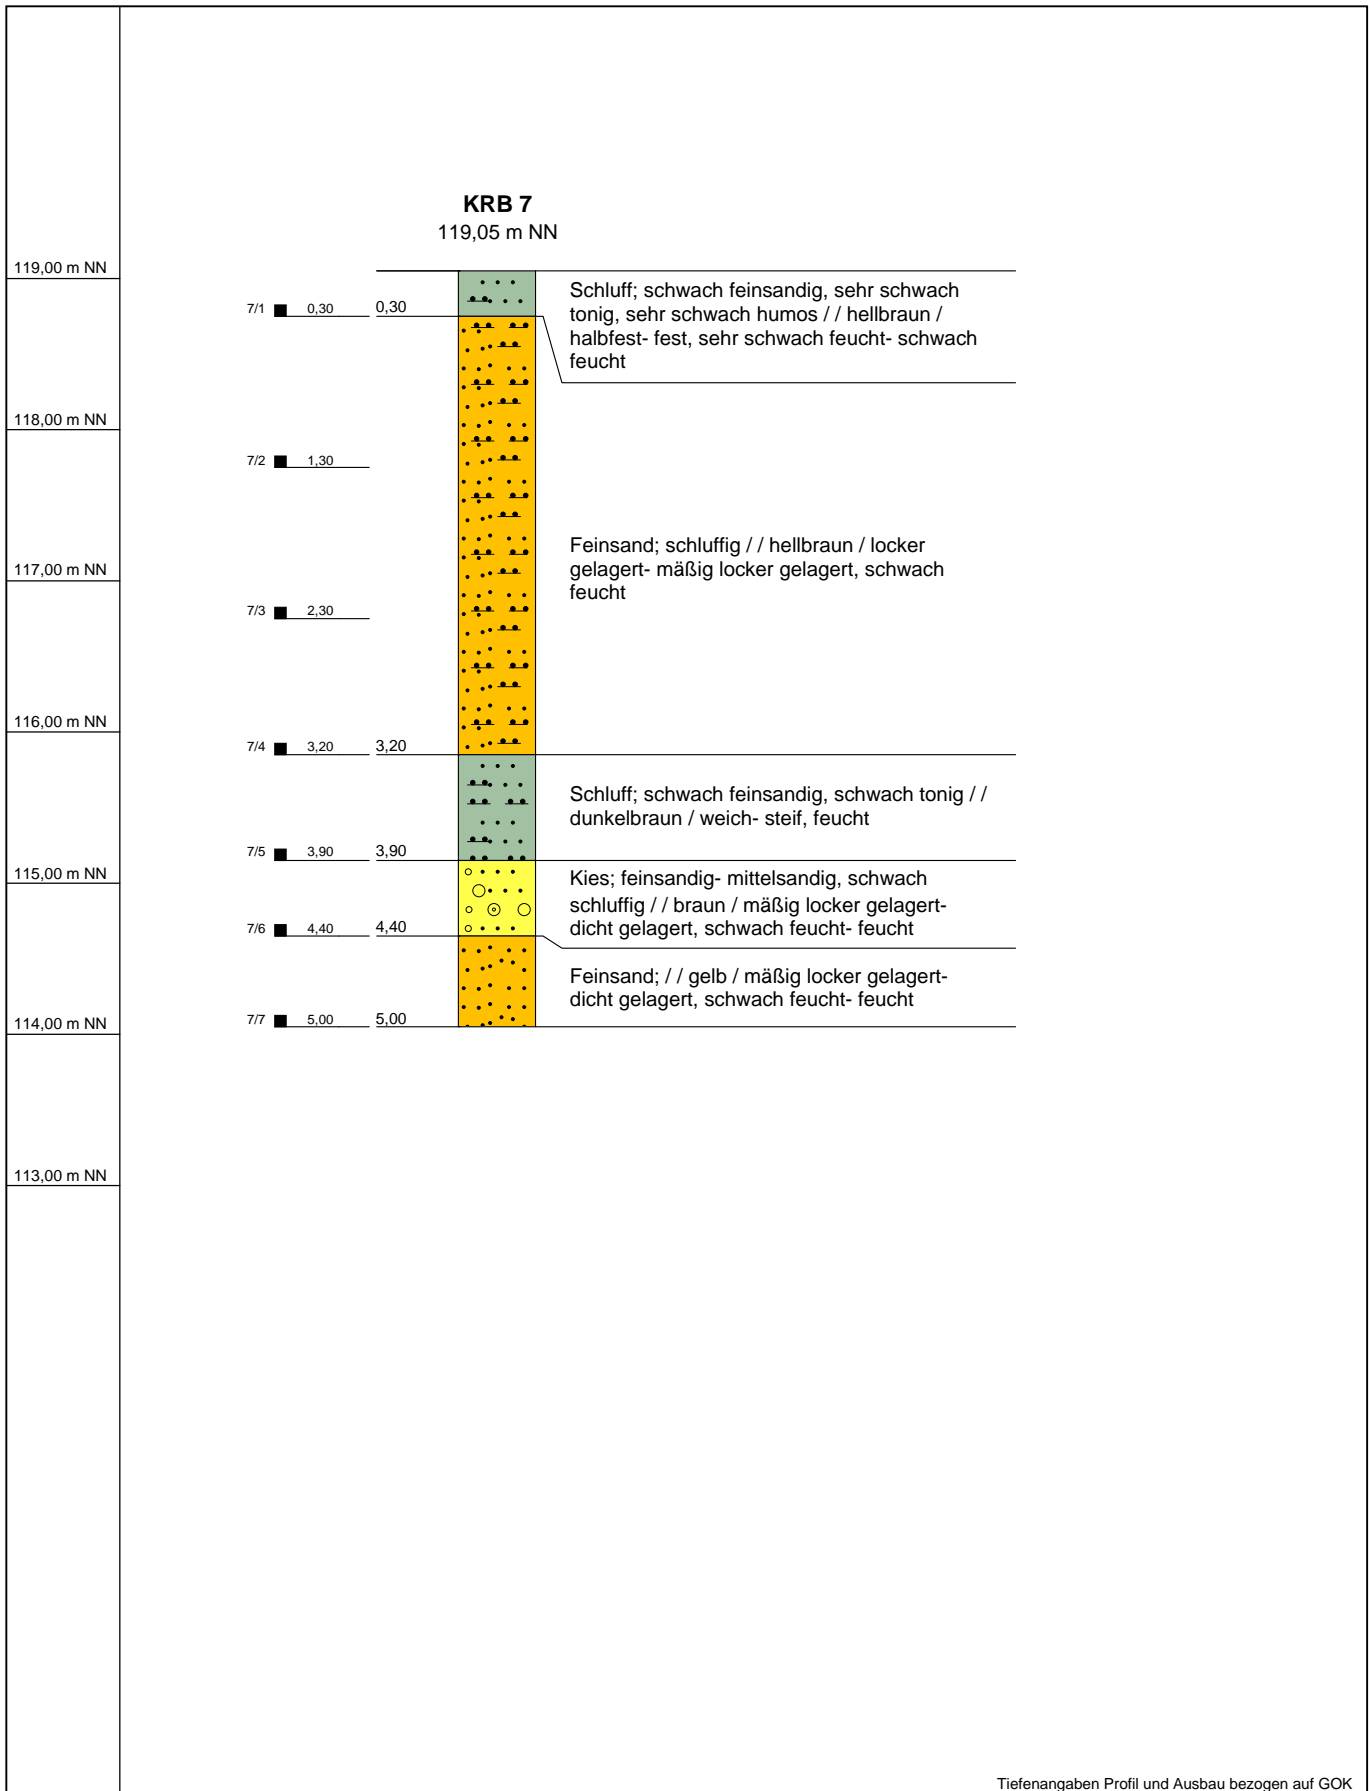 KRB 7
119,05 m NN
119,00 m NN
7/1 0,30 0,30
Schluff; schwach feinsandig, sehr schwach
tonig, sehr schwach humos / / hellbraun /
halbfest- fest, sehr schwach feucht- schwach
feucht
118,00 m NN
7/2 1,30
Feinsand; schluffig / / hellbraun / locker
gelagert- mäßig locker gelagert, schwach
feucht
117,00 m NN
7/3 2,30
116,00 m NN
7/4 3,20 3,20
Schluff; schwach feinsandig, schwach tonig / /
dunkelbraun / weich- steif, feucht
7/5 3,90 3,90
115,00 m NN
Kies; feinsandig- mittelsandig, schwach
schluffig / / braun / mäßig locker gelagert-
dicht gelagert, schwach feucht- feucht
7/6 4,40 4,40
Feinsand; / / gelb / mäßig locker gelagert-
dicht gelagert, schwach feucht- feucht
7/7 5,00 5,00
114,00 m NN
113,00 m NN
Tiefenangaben Profil und Ausbau bezogen auf GOK